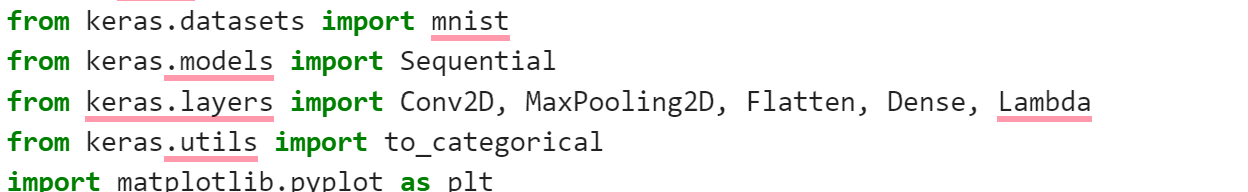 from keras.datasets import mnist
from keras.models import Sequential
from keras.layers import Conv2D, MaxPooling2D, Flatten, Dense, Lambda
from keras.utils import to_categorical
import matplotlib.pyplot as plt